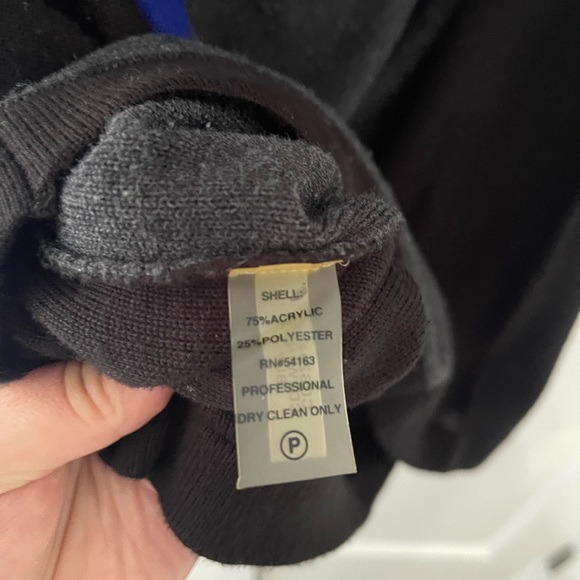 SHELL:
75%ACRYLIC
25%POLYESTER
RN#54163
PROFESSIONAL
DRY CLEAN ONLY
P